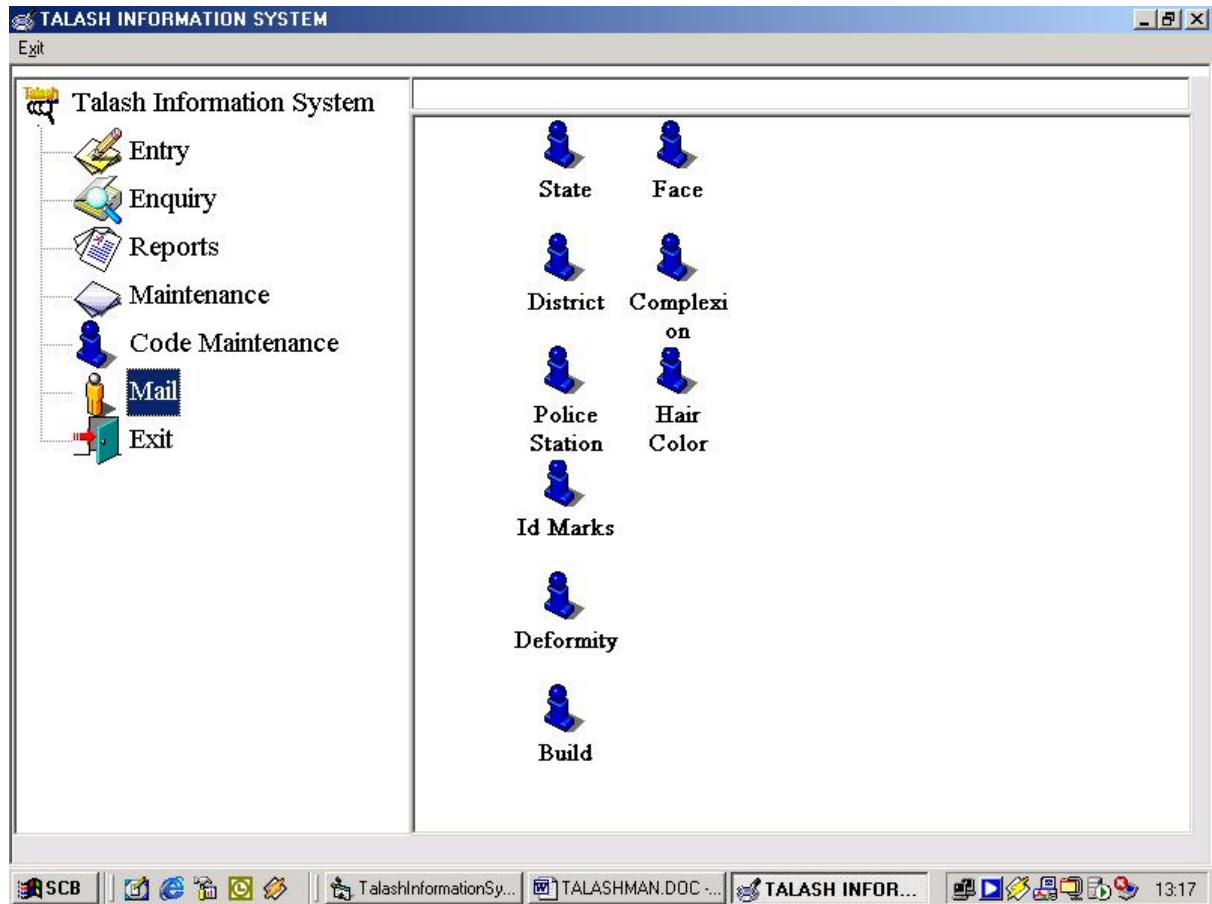 TALASH INFORMATION SYSTEM
Exit
Talash
Talash Information System
Entry
Enquiry
Reports
Maintenance
Code Maintenance
Mail
Exit
State
Face
District
Complexi
on
Police
Station
Hair
Color
Id Marks
Deformity
Build
SCB
TalashInformationSy...
TALASHMAN.DOC -...
TALASH INFOR...
13:17